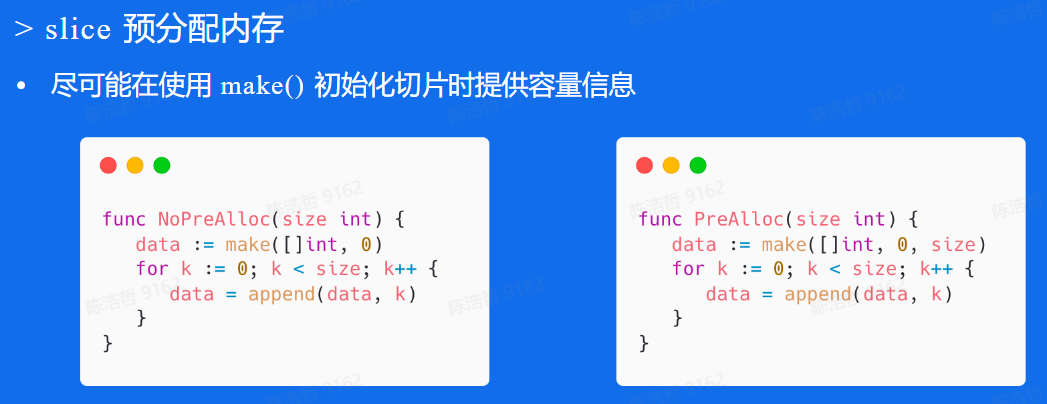 > slice 预分配内存
• 尽可能在使用 make() 初始化切片时提供容量信息
func NoPreAlloc(size int) {
data := make([]int, 0)
for k := 0; k < size; k++ {
data = append(data, k)
}
}
func PreAlloc(size int) {
data := make([]int, 0, size)
for k := 0; k < size; k++ {
data = append(data, k)
}
}
陈浩哲 9162